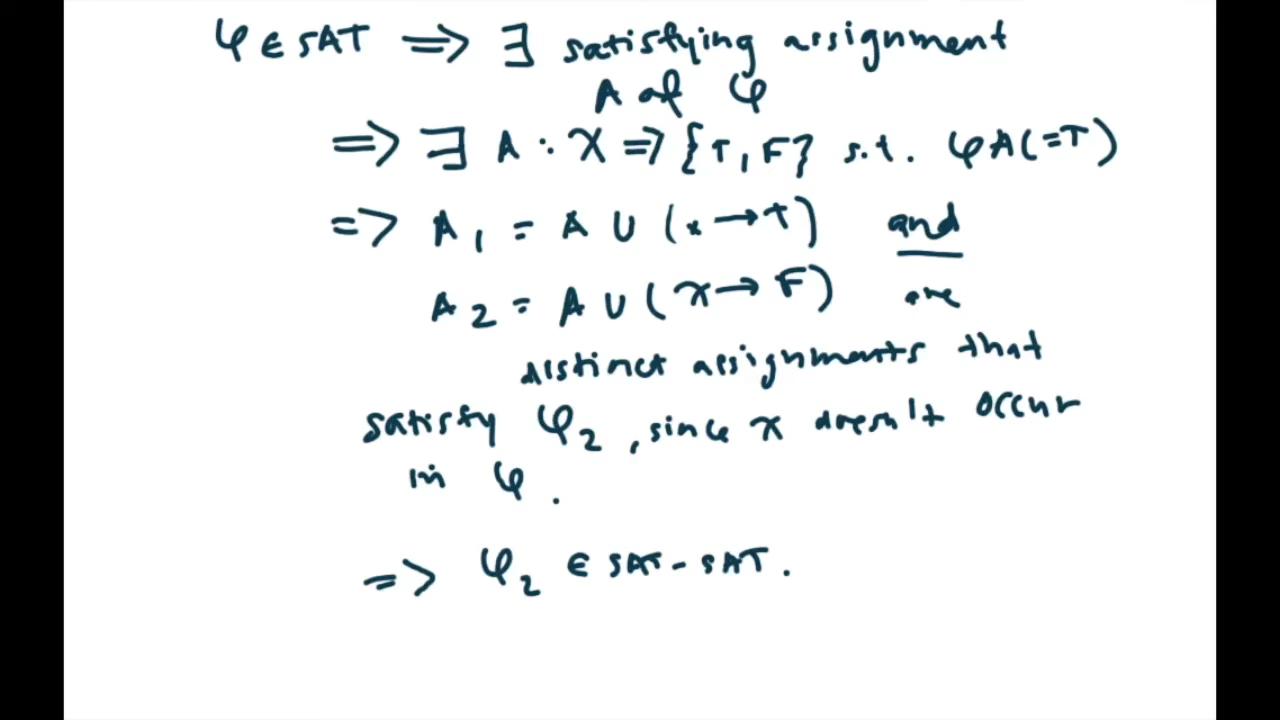 φ ∈ SAT => ∃ satisfying assignment
A of φ
=> ∃ A : X => {T, F} s.t. φA(=T)
=> A₁ = A ∪ (x → T) and
A₂ = A ∪ (x → F) are
distinct assignments that
satisfy φ₂, since x doesn't occur
in φ.
=> φ₂ ∈ SAT-SAT.